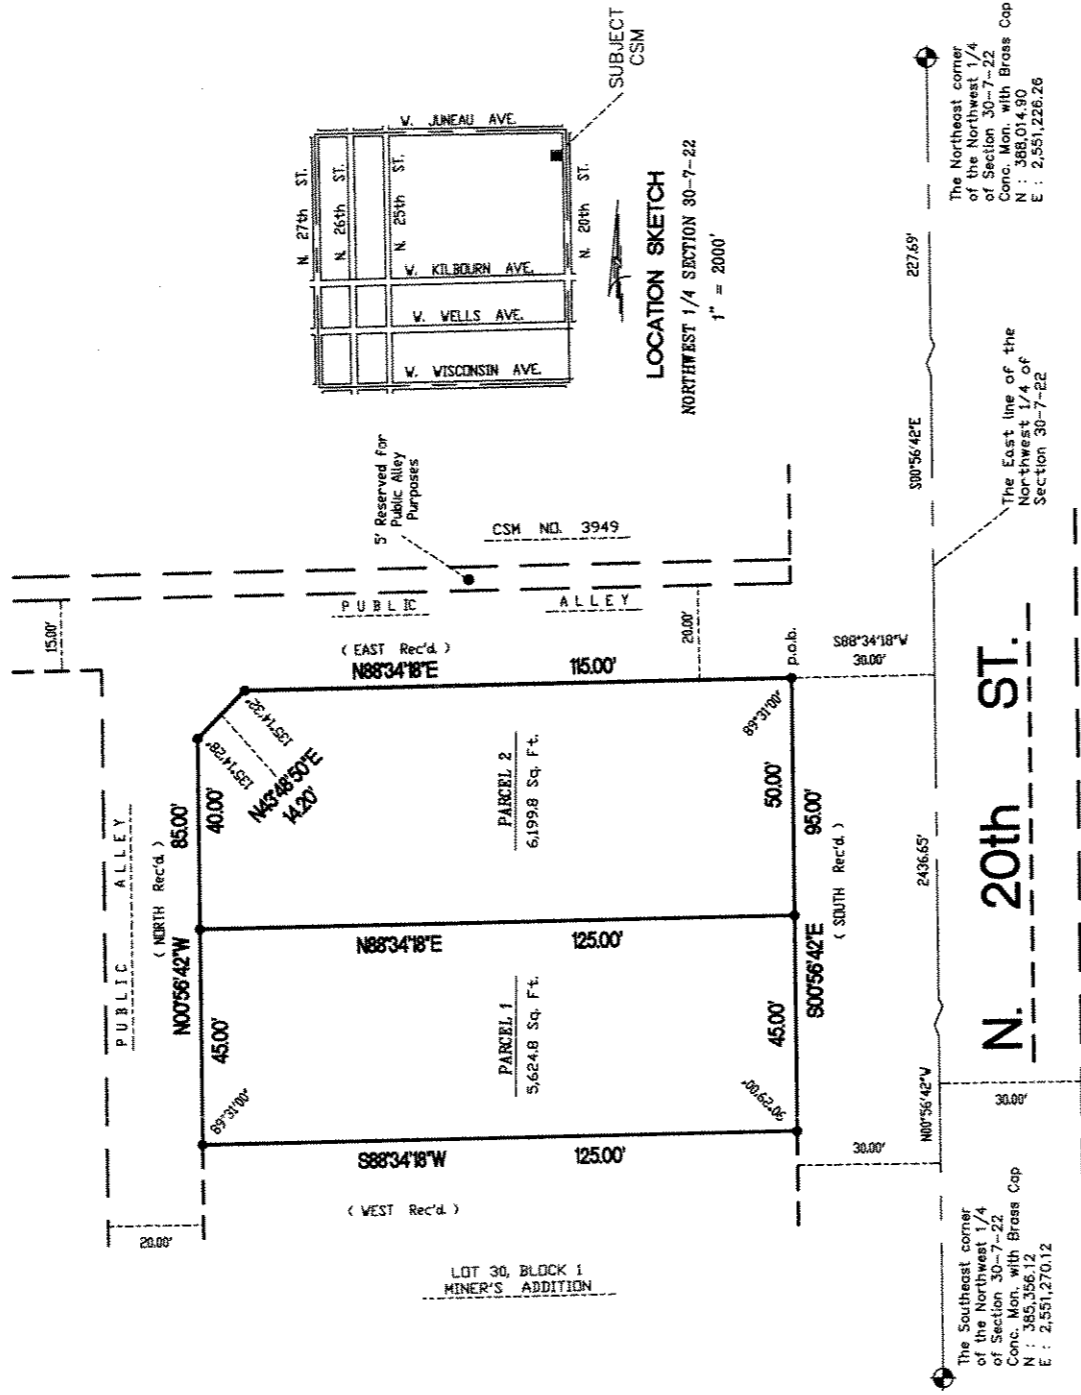 SUBJECT
CSM
W. JUNEAU AVE.
N. 27th ST.
N. 26th ST.
N. 25th ST.
N. 20th ST.
W. KILBOURN AVE.
W. WELLS AVE.
W. WISCONSIN AVE.
LOCATION SKETCH
NORTHWEST 1/4 SECTION 30-7-22
1" = 2000'
The Northeast corner
of the Northwest 1/4
of Section 30-7-22
Conc. Mon. with Brass Cap
N : 388,014.90
E : 2,551,226.26
227.69'
S00°56'42"E
The East line of the
Northwest 1/4 of
Section 30-7-22
5' Reserved for
Public Alley
Purposes
CSM NO. 3949
PUBLIC ALLEY
15.00'
20.00'
( EAST Rec'd. )
N88°34'18"E 115.00'
p.o.b.
S88°34'18"W
30.00'
135°14'28"
135°14'32"
N43°48'50"E
14.20'
89°31'00"
PUBLIC ALLEY
( NORTH Rec'd. )
N00°56'42"W 85.00'
40.00'
45.00'
PARCEL 2
6,199.8 Sq. Ft.
50.00'
95.00'
( SOUTH Rec'd. )
S00°56'42"E
45.00'
N88°34'18"E 125.00'
PARCEL 1
5,624.8 Sq. Ft.
89°31'00"
90°29'00"
S88°34'18"W 125.00'
( WEST Rec'd. )
20.00'
LOT 30, BLOCK 1
MINER'S ADDITION
2436.65'
N00°56'42"W
N. 20th ST.
30.00'
30.00'
The Southeast corner
of the Northwest 1/4
of Section 30-7-22
Conc. Mon. with Brass Cap
N : 385,356.12
E : 2,551,270.12